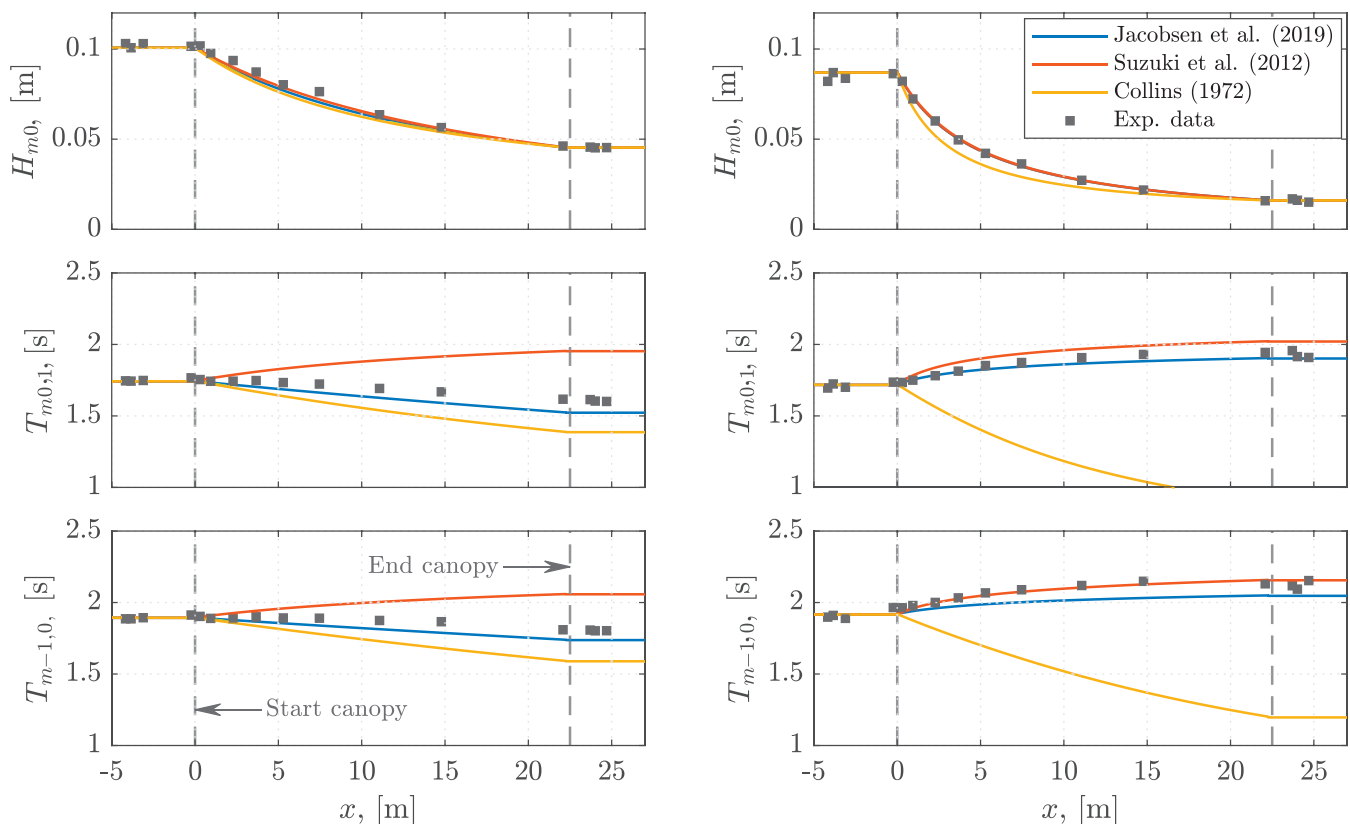 H_{m0}, [m]
0.1
0.05
0
H_{m0}, [m]
0.1
0.05
0
Jacobsen et al. (2019)
Suzuki et al. (2012)
Collins (1972)
Exp. data
T_{m0,1}, [s]
2.5
2
1.5
1
T_{m0,1}, [s]
2.5
2
1.5
1
T_{m−1,0}, [s]
2.5
2
1.5
1
End canopy
Start canopy
T_{m−1,0}, [s]
2.5
2
1.5
1
-5 0 5 10 15 20 25
x, [m]
-5 0 5 10 15 20 25
x, [m]